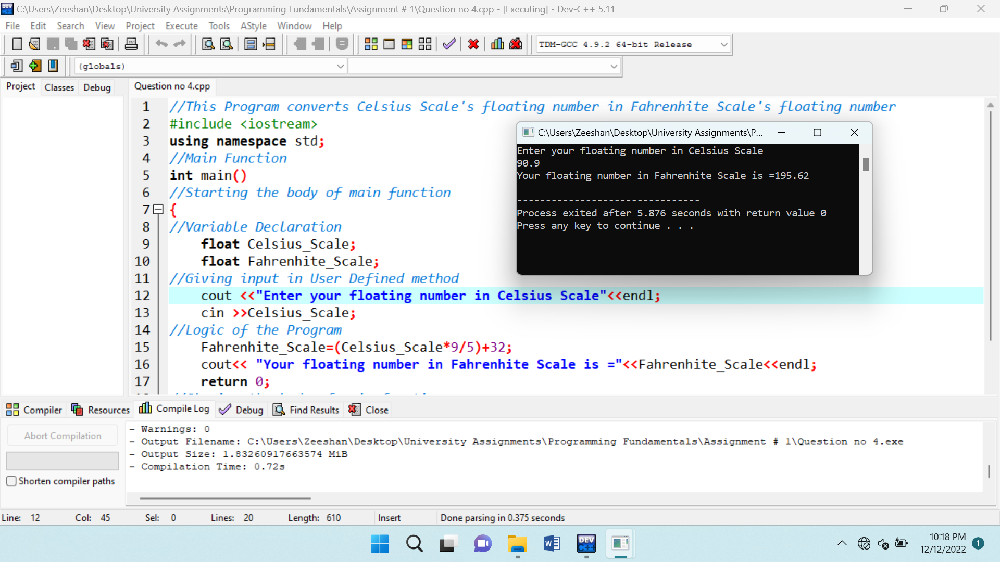 C:\Users\Zeeshan\Desktop\University Assignments\Programming Fundamentals\Assignment # 1\Question no 4.cpp - [Executing] - Dev-C++ 5.11
File Edit Search View Project Execute Tools AStyle Window Help
TDM-GCC 4.9.2 64-bit Release
(globals)
Project Classes Debug
Question no 4.cpp
1 //This Program converts Celsius Scale's floating number in Fahrenhite Scale's floating number
2 #include <iostream>
3 using namespace std;
4 //Main Function
5 int main()
6 //Starting the body of main function
7 {
8 //Variable Declaration
9 float Celsius_Scale;
10 float Fahrenhite_Scale;
11 //Giving input in User Defined method
12 cout <<"Enter your floating number in Celsius Scale"<<endl;
13 cin >>Celsius_Scale;
14 //Logic of the Program
15 Fahrenhite_Scale=(Celsius_Scale*9/5)+32;
16 cout<< "Your floating number in Fahrenhite Scale is ="<<Fahrenhite_Scale<<endl;
17 return 0;
C:\Users\Zeeshan\Desktop\University Assignments\P...
Enter your floating number in Celsius Scale
90.9
Your floating number in Fahrenhite Scale is =195.62
--------------------------------
Process exited after 5.876 seconds with return value 0
Press any key to continue . . .
Compiler Resources Compile Log Debug Find Results Close
Abort Compilation
Shorten compiler paths
- Warnings: 0
- Output Filename: C:\Users\Zeeshan\Desktop\University Assignments\Programming Fundamentals\Assignment # 1\Question no 4.exe
- Output Size: 1.83260917663574 MiB
- Compilation Time: 0.72s
Line: 12 Col: 45 Sel: 0 Lines: 20 Length: 610 Insert Done parsing in 0.375 seconds
W
DEV C++
10:18 PM
12/12/2022
1